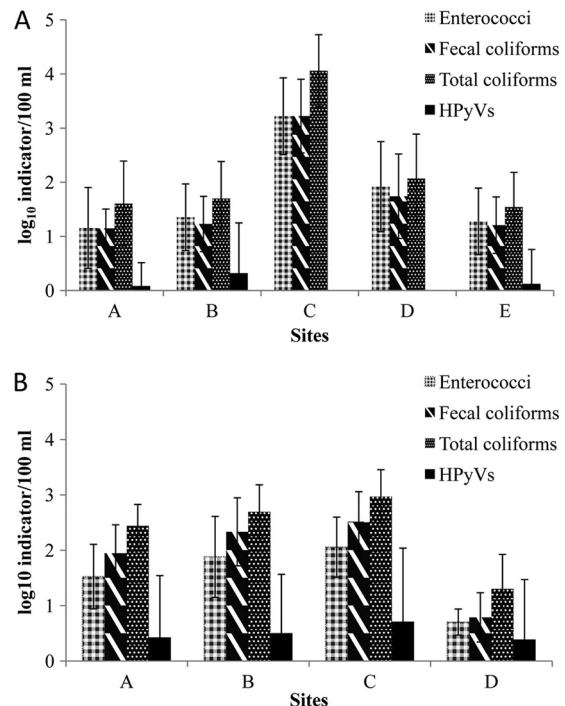 A
log10 indicator/100 ml
5
4
3
2
1
0
Enterococci
Fecal coliforms
Total coliforms
HPyVs
A B C D E
Sites
B
log10 indicator/100 ml
5
4
3
2
1
0
Enterococci
Fecal coliforms
Total coliforms
HPyVs
A B C D
Sites